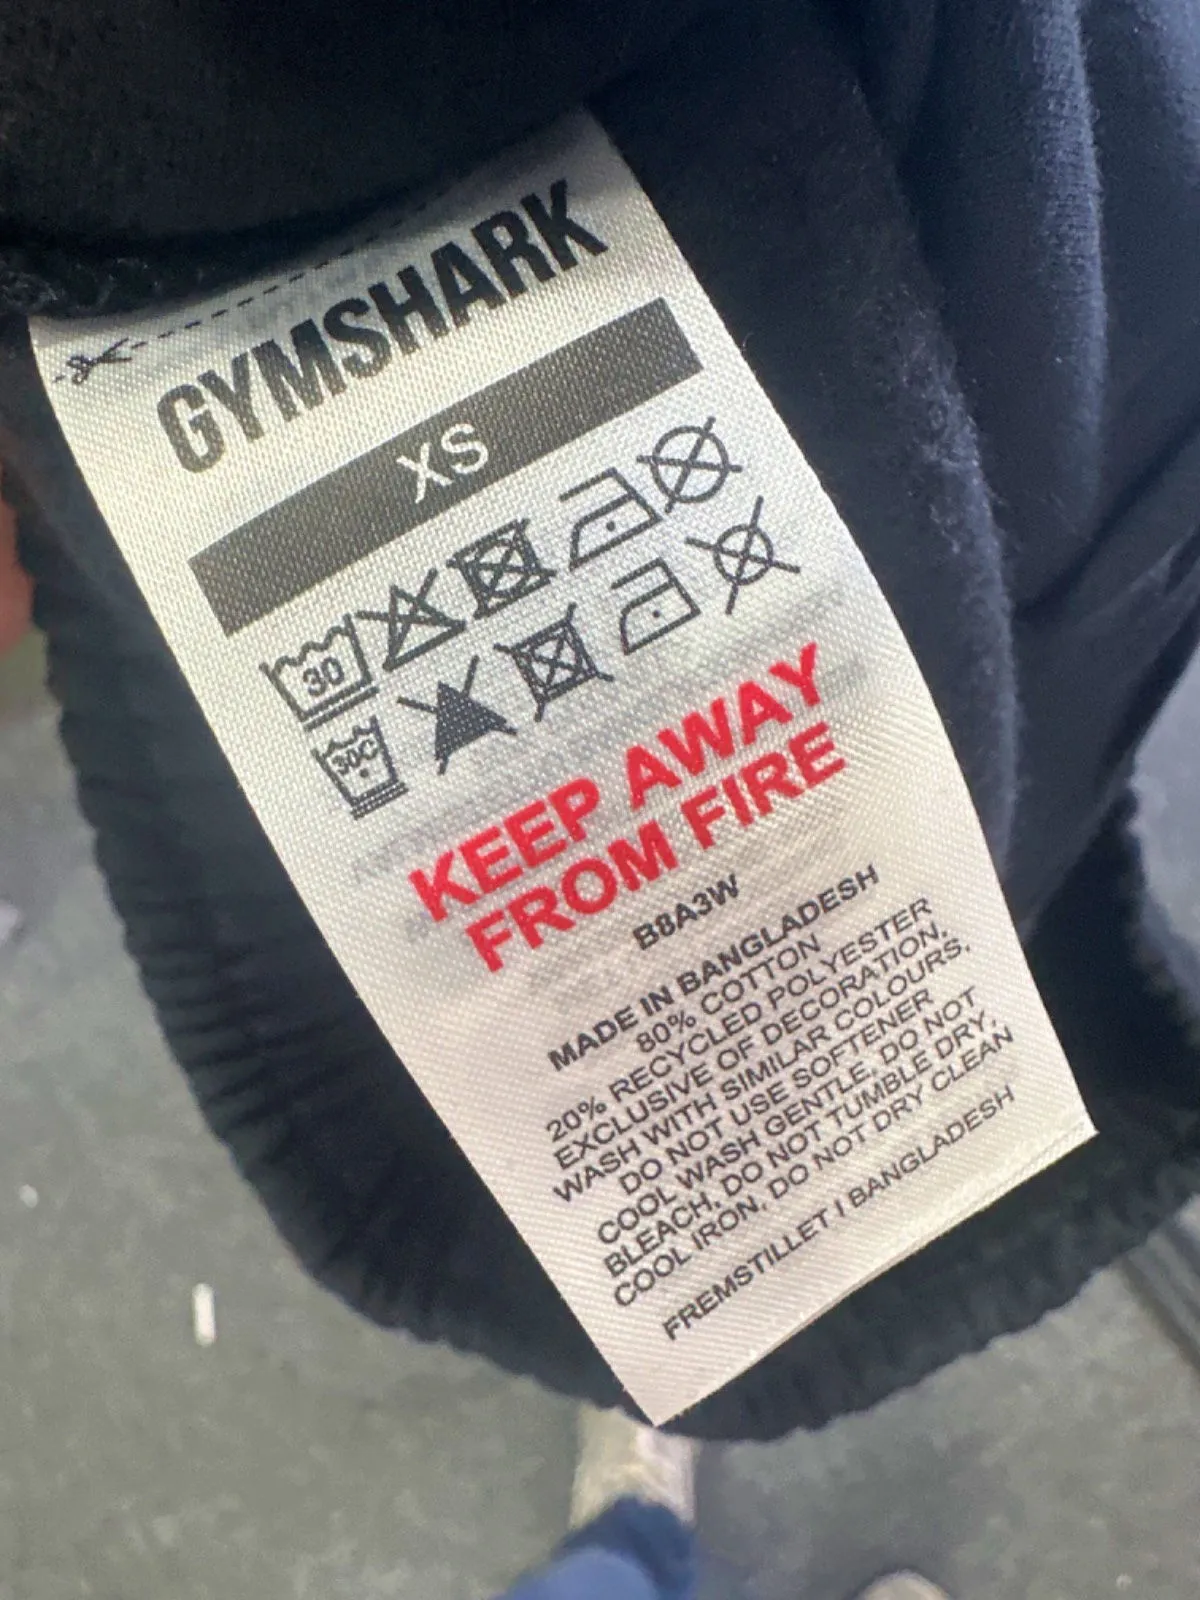 GYMSHARK
XS
30
30C
KEEP AWAY
FROM FIRE
B8A3W
MADE IN BANGLADESH
80% COTTON
20% RECYCLED POLYESTER
EXCLUSIVE OF DECORATION,
WASH WITH SIMILAR COLOURS,
DO NOT USE SOFTENER
COOL WASH GENTLE, DO NOT
BLEACH, DO NOT TUMBLE DRY,
COOL IRON, DO NOT DRY CLEAN
FREMSTILLET I BANGLADESH